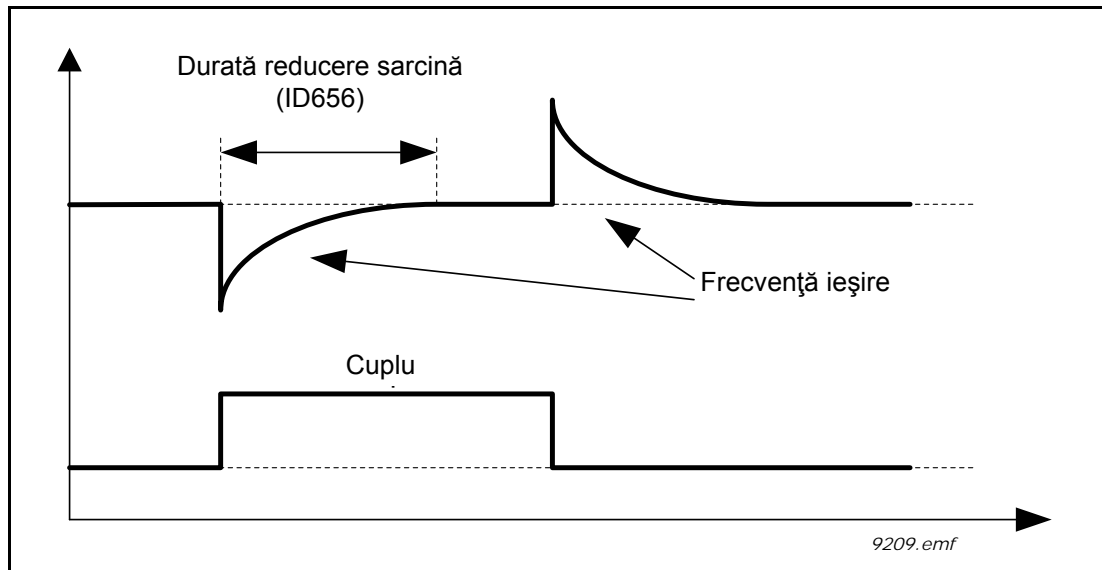 Durată reducere sarcină
(ID656)
Frecvenţă ieşire
Cuplu
9209.emf